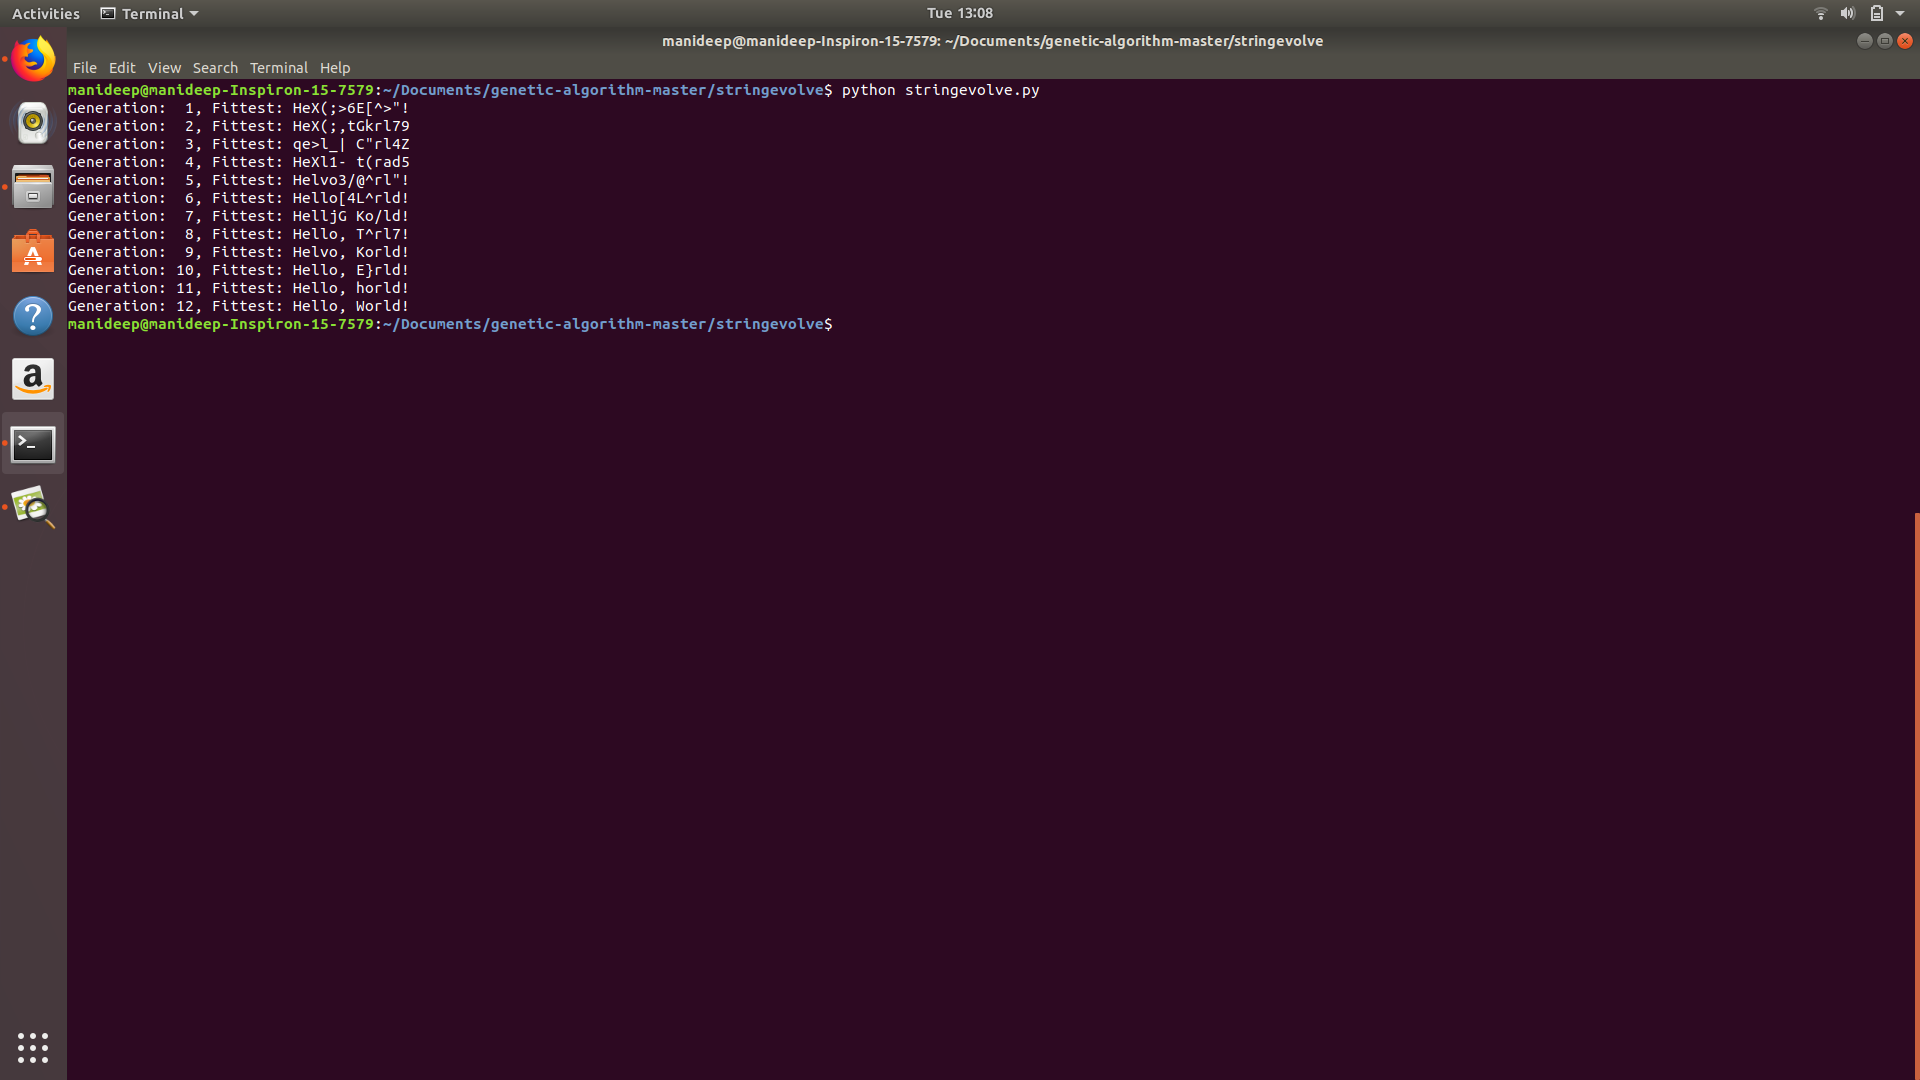 Activities Terminal Tue 13:08
manideep@manideep-Inspiron-15-7579: ~/Documents/genetic-algorithm-master/stringevolve
File Edit View Search Terminal Help
manideep@manideep-Inspiron-15-7579:~/Documents/genetic-algorithm-master/stringevolve$ python stringevolve.py
Generation:  1, Fittest: HeX(;>6E[^>"!
Generation:  2, Fittest: HeX(;,tGkrl79
Generation:  3, Fittest: qe>l_| C"rl4Z
Generation:  4, Fittest: HeXl1- t(rad5
Generation:  5, Fittest: Helvo3/@^rl"!
Generation:  6, Fittest: Hello[4L^rld!
Generation:  7, Fittest: HelljG Ko/ld!
Generation:  8, Fittest: Hello, T^rl7!
Generation:  9, Fittest: Helvo, Korld!
Generation: 10, Fittest: Hello, E}rld!
Generation: 11, Fittest: Hello, horld!
Generation: 12, Fittest: Hello, World!
manideep@manideep-Inspiron-15-7579:~/Documents/genetic-algorithm-master/stringevolve$